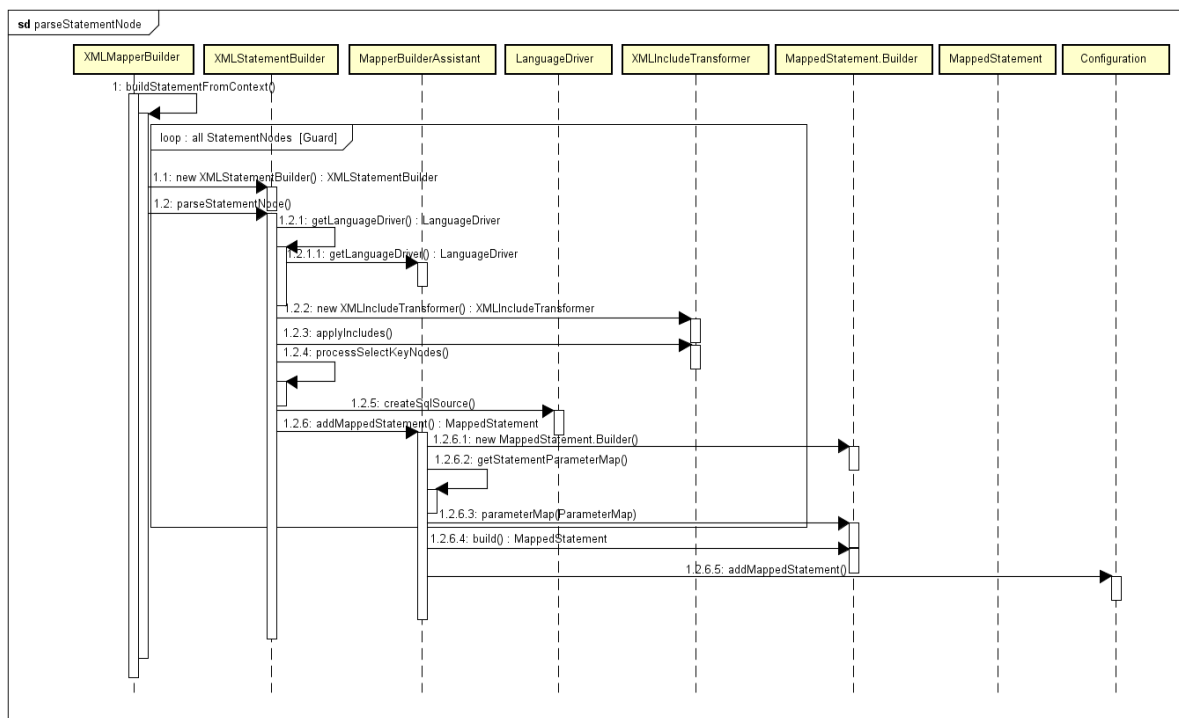 sd parseStatementNode
XMLMapperBuilder
XMLStatementBuilder
MapperBuilderAssistant
LanguageDriver
XMLIncludeTransformer
MappedStatement.Builder
MappedStatement
Configuration
1: buildStatementFromContext()
loop : all StatementNodes [Guard]
1.1: new XMLStatementBuilder() : XMLStatementBuilder
1.2: parseStatementNode()
1.2.1: getLanguageDriver() : LanguageDriver
1.2.1.1: getLanguageDriver() : LanguageDriver
1.2.2: new XMLIncludeTransformer() : XMLIncludeTransformer
1.2.3: applyIncludes()
1.2.4: processSelectKeyNodes()
1.2.5: createSqlSource()
1.2.6: addMappedStatement() : MappedStatement
1.2.6.1: new MappedStatement.Builder()
1.2.6.2: getStatementParameterMap()
1.2.6.3: parameterMap(ParameterMap)
1.2.6.4: build() : MappedStatement
1.2.6.5: addMappedStatement()